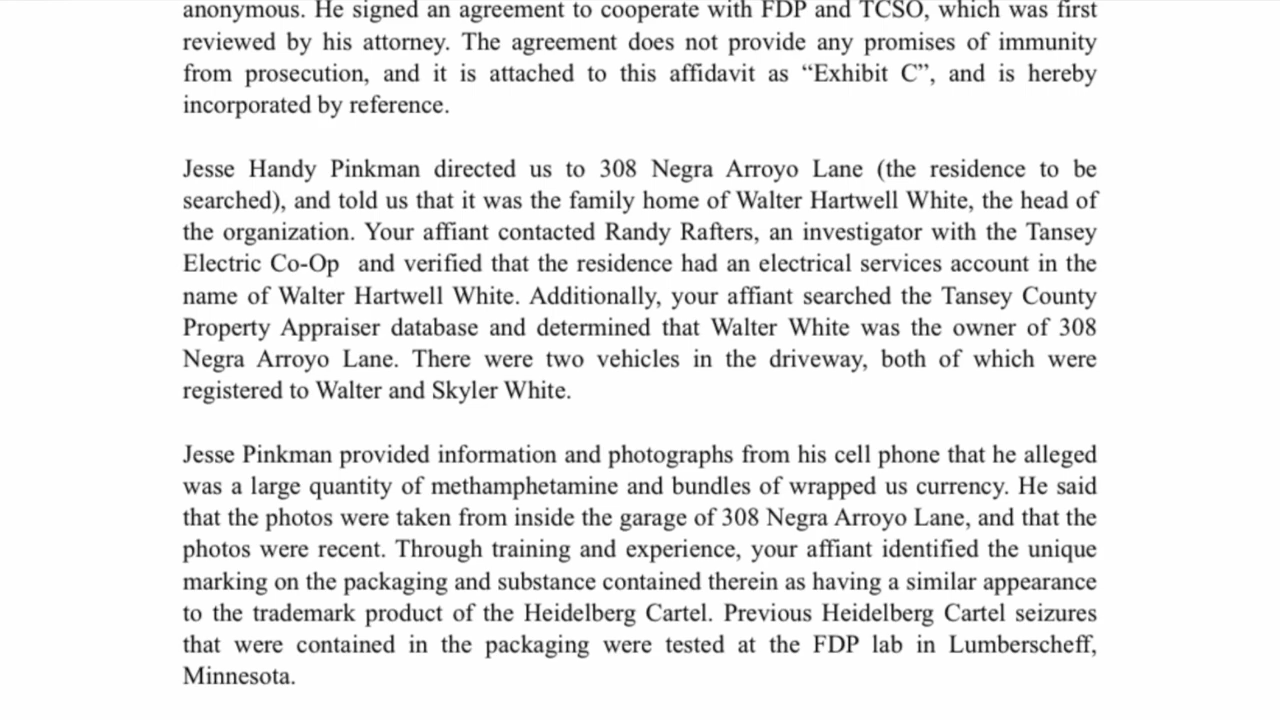 anonymous. He signed an agreement to cooperate with FDP and TCSO, which was first
reviewed by his attorney. The agreement does not provide any promises of immunity
from prosecution, and it is attached to this affidavit as “Exhibit C”, and is hereby
incorporated by reference.
Jesse Handy Pinkman directed us to 308 Negra Arroyo Lane (the residence to be
searched), and told us that it was the family home of Walter Hartwell White, the head of
the organization. Your affiant contacted Randy Rafters, an investigator with the Tansey
Electric Co-Op and verified that the residence had an electrical services account in the
name of Walter Hartwell White. Additionally, your affiant searched the Tansey County
Property Appraiser database and determined that Walter White was the owner of 308
Negra Arroyo Lane. There were two vehicles in the driveway, both of which were
registered to Walter and Skyler White.
Jesse Pinkman provided information and photographs from his cell phone that he alleged
was a large quantity of methamphetamine and bundles of wrapped us currency. He said
that the photos were taken from inside the garage of 308 Negra Arroyo Lane, and that the
photos were recent. Through training and experience, your affiant identified the unique
marking on the packaging and substance contained therein as having a similar appearance
to the trademark product of the Heidelberg Cartel. Previous Heidelberg Cartel seizures
that were contained in the packaging were tested at the FDP lab in Lumberscheff,
Minnesota.